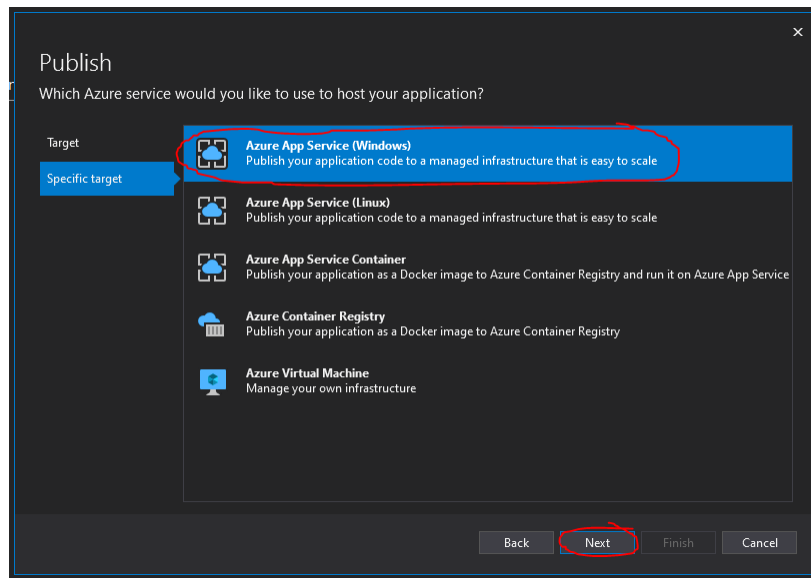 Publish
Which Azure service would you like to use to host your application?
Target
Specific target
Azure App Service (Windows)
Publish your application code to a managed infrastructure that is easy to scale
Azure App Service (Linux)
Publish your application code to a managed infrastructure that is easy to scale
Azure App Service Container
Publish your application as a Docker image to Azure Container Registry and run it on Azure App Service
Azure Container Registry
Publish your application as a Docker image to Azure Container Registry
Azure Virtual Machine
Manage your own infrastructure
Back
Next
Finish
Cancel